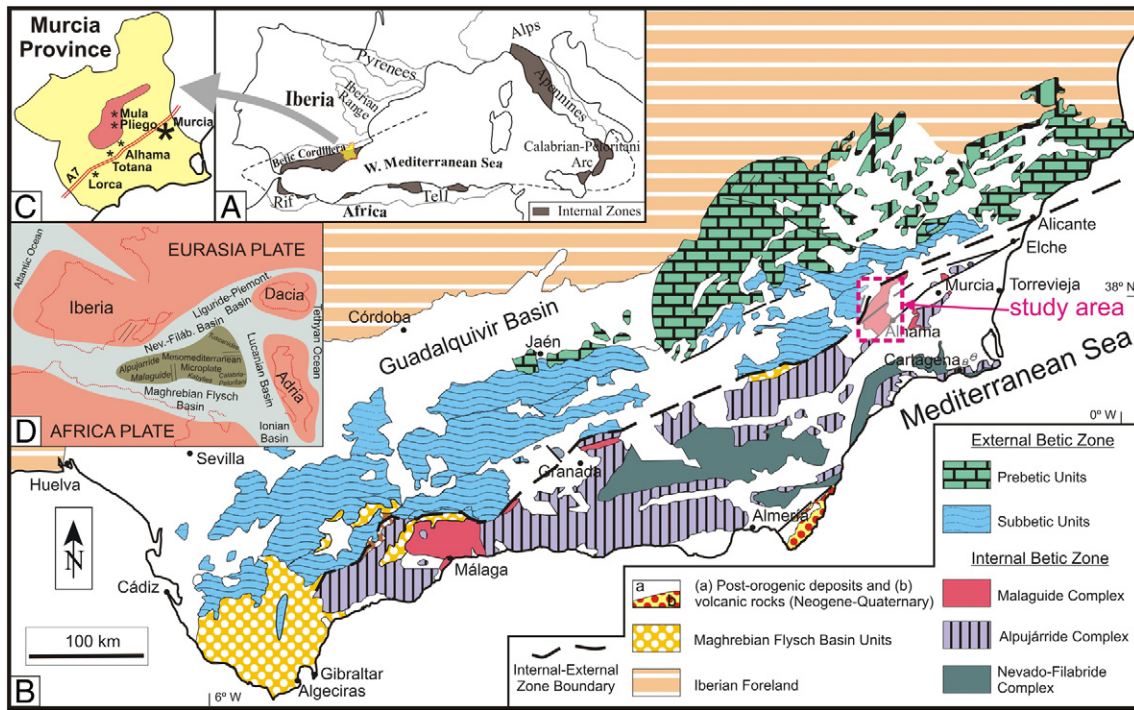 Murcia
Province
Mula
Pliego
Murcia
Alhama
Totana
Lorca
A7
C
Alps
Pyrenees
Apennines
Iberia
Iberian
Range
Betic Cordillera
W. Mediterranean Sea
Calabrian-Peloritani
Arc
Rif
Tell
Africa
Internal Zones
A
Atlantic Ocean
EURASIA PLATE
Iberia
Liguride-Piemont
Basin
Dacia
Tethyan Ocean
Nev.-Filáb. Basin
Alpujarride
Mesomediterranean
Microplate
Malaguide
Lucanian Basin
Adria
Maghrebian Flysch
Basin
Ionian
Basin
AFRICA PLATE
D
Córdoba
Guadalquivir Basin
Jaén
Alicante
Elche
Murcia
Torrevieja
38º N
study area
Alhama
Cartagena
Mediterranean Sea
0º W
Sevilla
Huelva
Granada
Almería
Málaga
Cádiz
N
100 km
Gibraltar
Algeciras
6º W
B
External Betic Zone
Prebetic Units
Subbetic Units
Internal Betic Zone
Malaguide Complex
Alpujárride Complex
Nevado-Filabride
Complex
a
b
(a) Post-orogenic deposits and (b)
volcanic rocks (Neogene-Quaternary)
Maghrebian Flysch Basin Units
Iberian Foreland
Internal-External
Zone Boundary